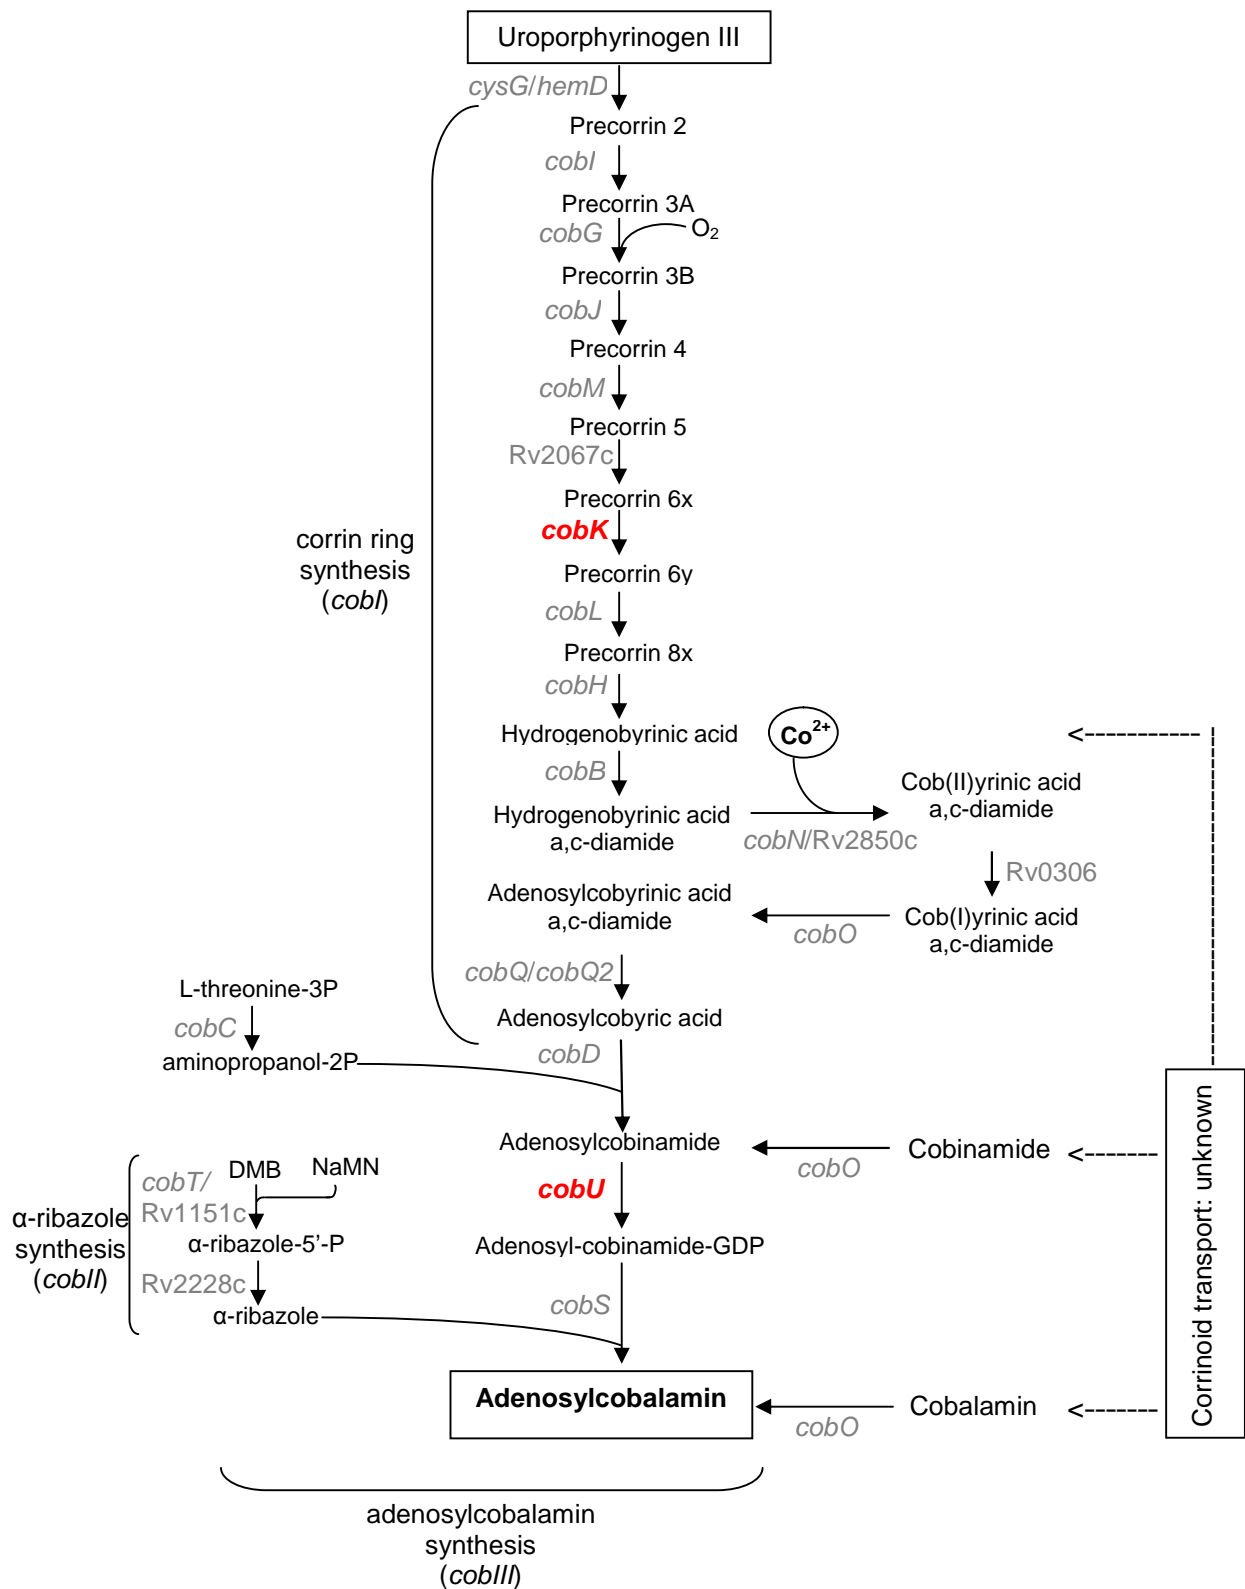 Uroporphyrinogen III
cysG/hemD
Precorrin 2
cobI
Precorrin 3A
cobG
O₂
Precorrin 3B
cobJ
Precorrin 4
cobM
Precorrin 5
Rv2067c
Precorrin 6x
cobK
Precorrin 6y
cobL
Precorrin 8x
cobH
corrin ring
synthesis
(cobI)
Hydrogenobyrinic acid
Co²⁺
cobB
Hydrogenobyrinic acid
a,c-diamide
cobN/Rv2850c
Cob(II)yrinic acid
a,c-diamide
Rv0306
Cob(I)yrinic acid
a,c-diamide
cobO
Adenosylcobyrinic acid
a,c-diamide
cobQ/cobQ2
Adenosylcobyric acid
L-threonine-3P
cobC
aminopropanol-2P
cobD
Adenosylcobinamide
cobO
Cobinamide
Corrinoid transport: unknown
cobU
Adenosyl-cobinamide-GDP
α-ribazole
synthesis
(cobII)
DMB
NaMN
cobT/
Rv1151c
α-ribazole-5'-P
Rv2228c
α-ribazole
cobS
Adenosylcobalamin
cobO
Cobalamin
adenosylcobalamin
synthesis
(cobIII)